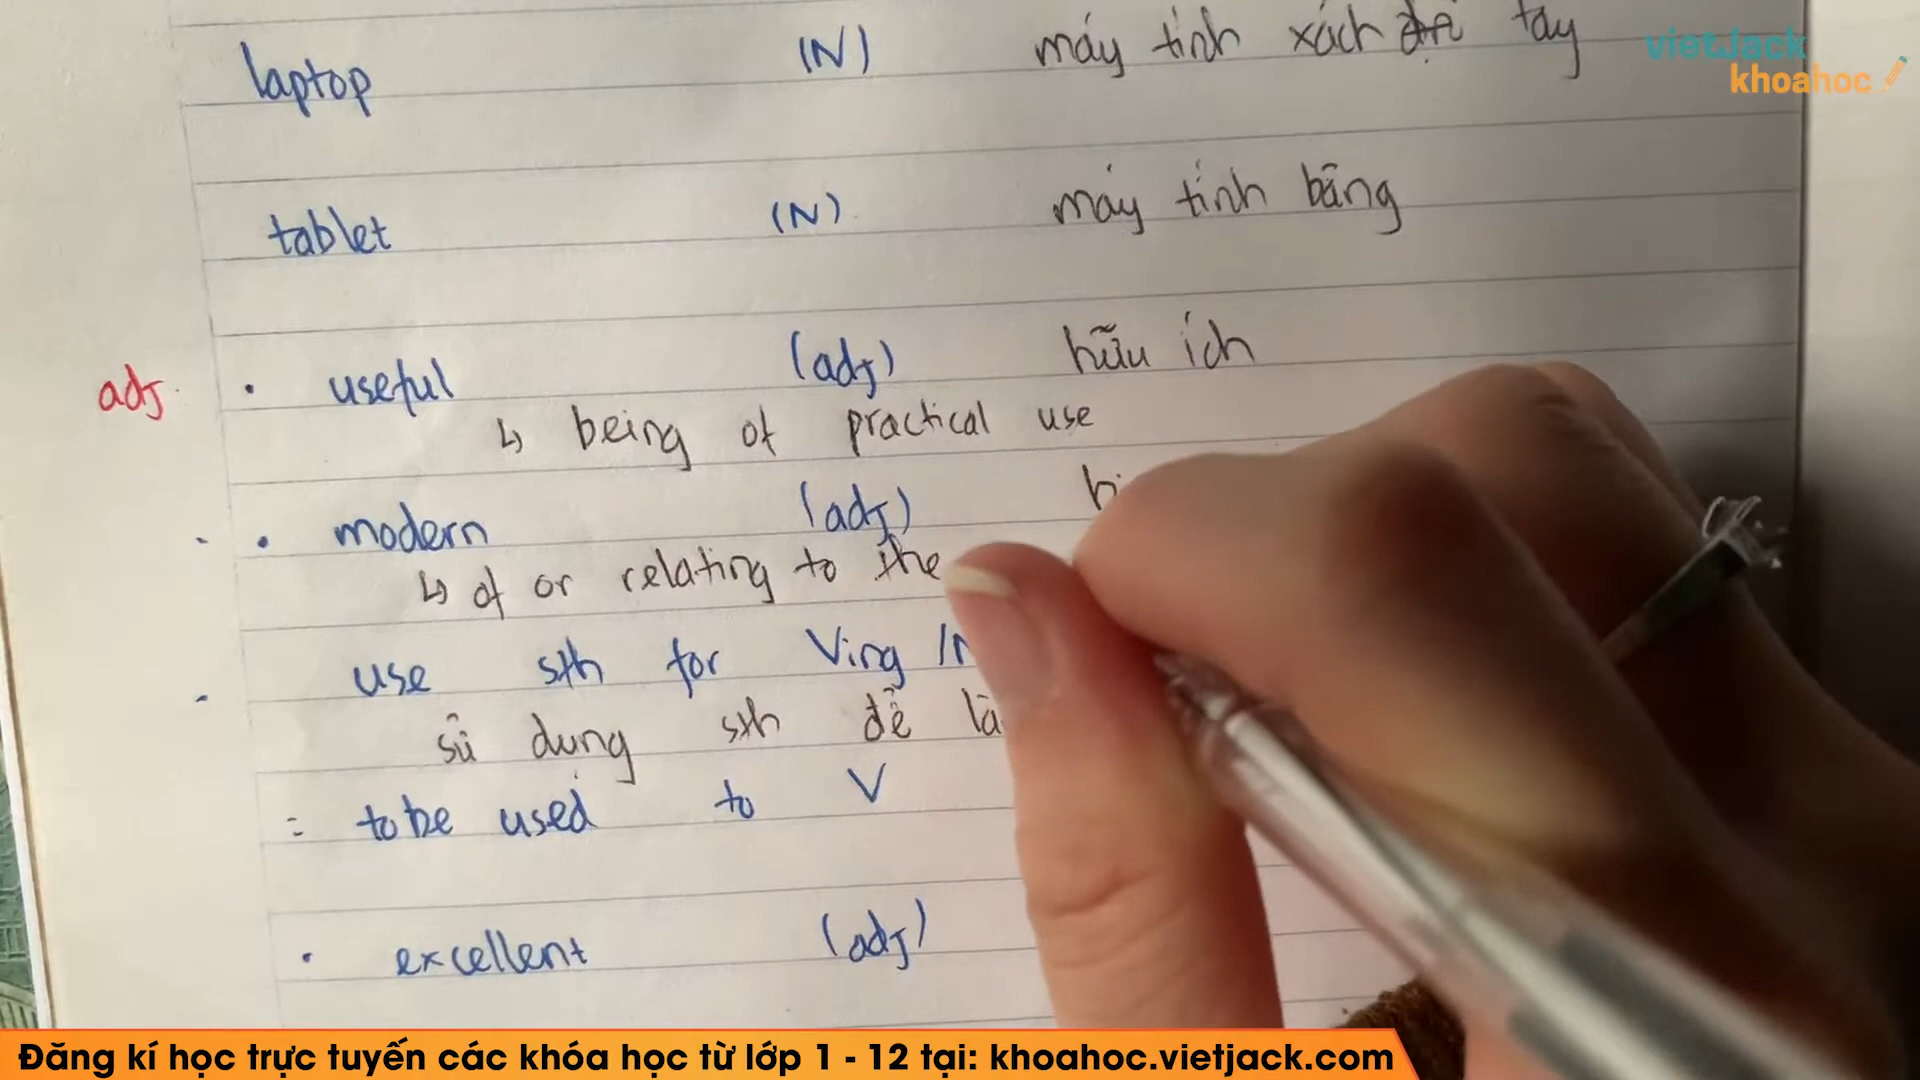 laptop (N) máy tính xách tay
vietJack
khoahoc
tablet (N) máy tính bảng
adj • useful (adj) hữu ích
↳ being of practical use
• modern (adj)
↳ of or relating to the
use sth for Ving /N
sử dụng sth để
= to be used to V
• excellent (adj)
Đăng kí học trực tuyến các khóa học từ lớp 1 - 12 tại: khoahoc.vietjack.com